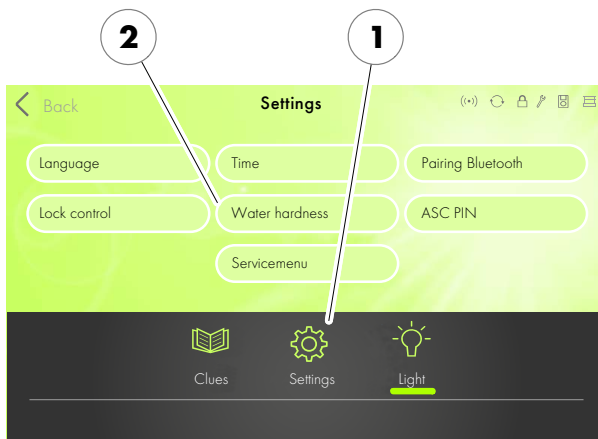 2 1
Back Settings
Language Time Pairing Bluetooth
Lock control Water hardness ASC PIN
Servicemenu
Clues Settings Light